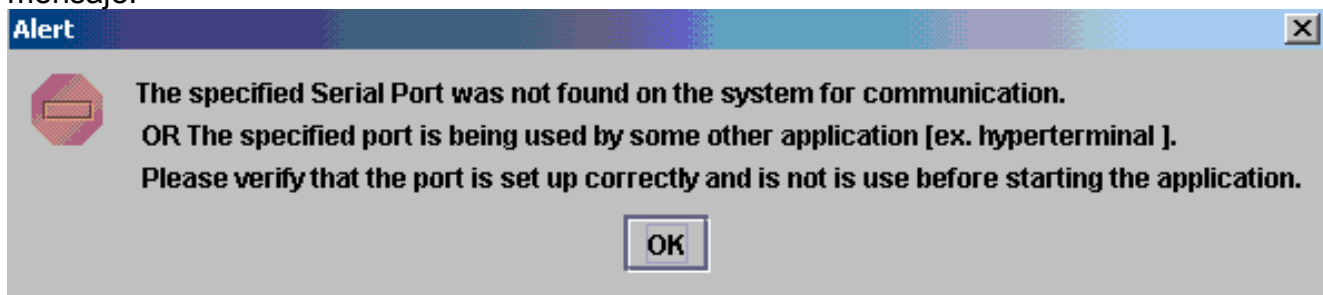 mensaje:
Alert
The specified Serial Port was not found on the system for communication.
OR The specified port is being used by some other application [ex. hyperterminal ].
Please verify that the port is set up correctly and is not is use before starting the application.
OK